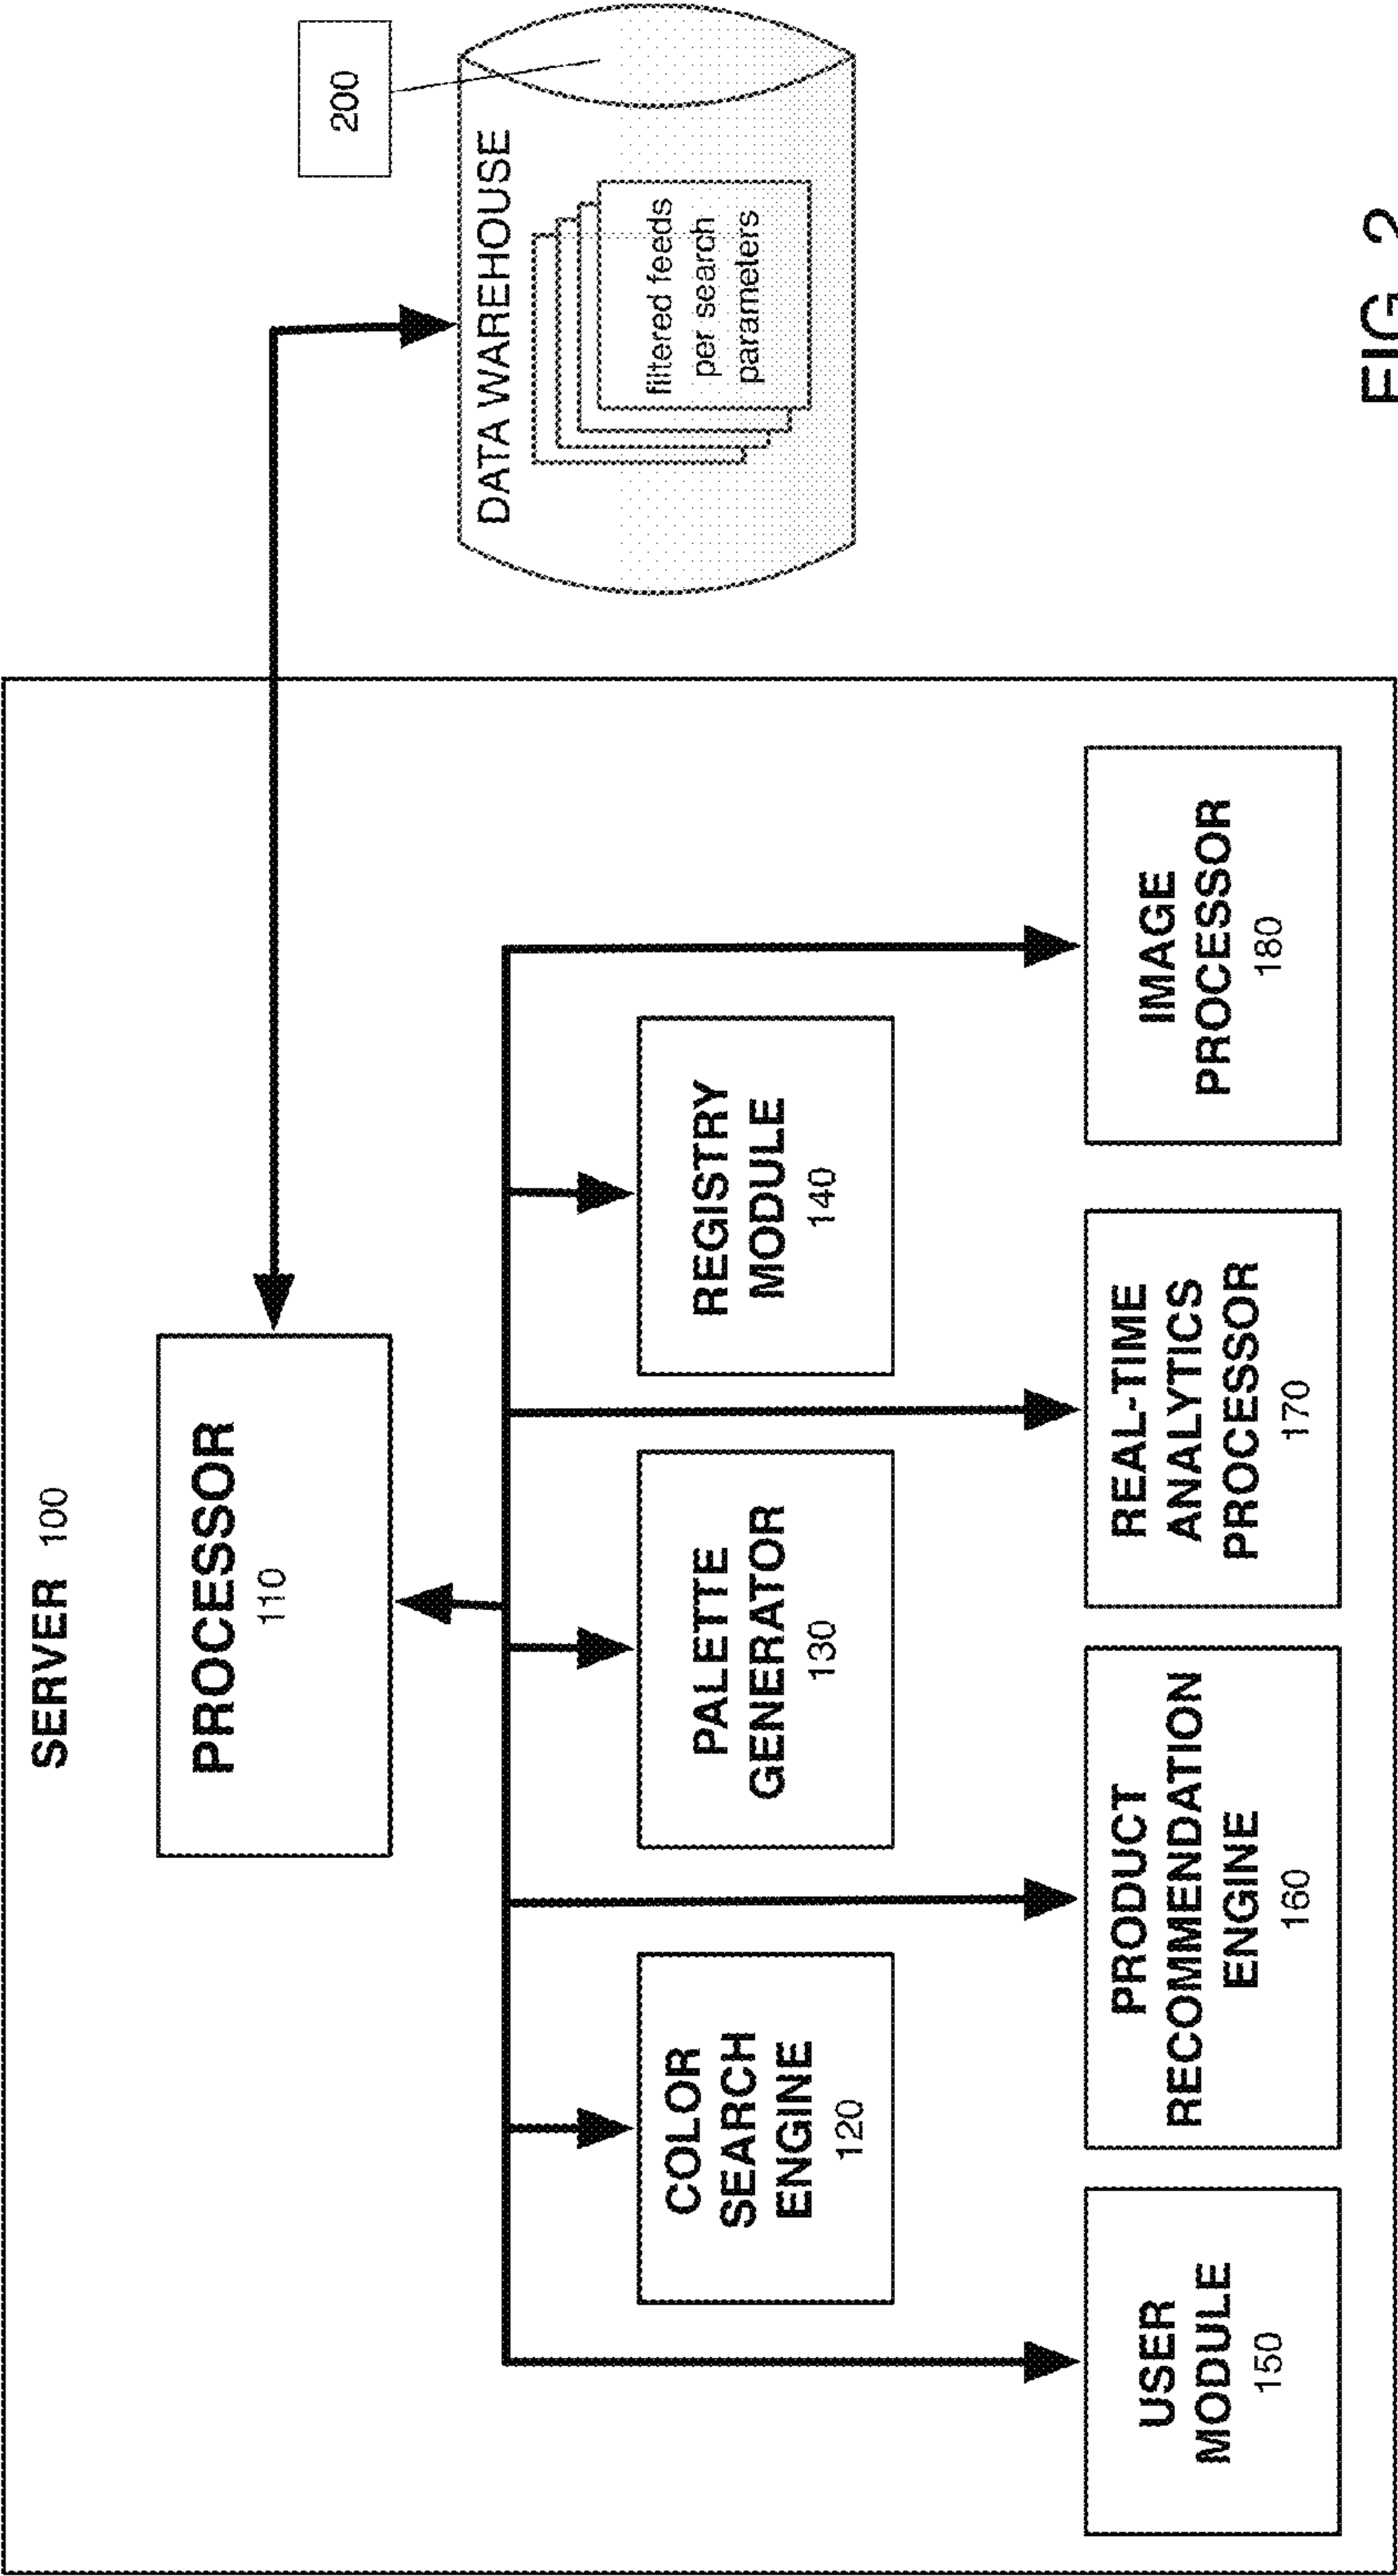 SERVER 100
PROCESSOR
110
COLOR
SEARCH
ENGINE
120
PALETTE
GENERATOR
130
REGISTRY
MODULE
140
USER
MODULE
150
PRODUCT
RECOMMENDATION
ENGINE
160
REAL-TIME
ANALYTICS
PROCESSOR
170
IMAGE
PROCESSOR
180
200
DATA WAREHOUSE
filtered feeds
per search
parameters
FIG. 2